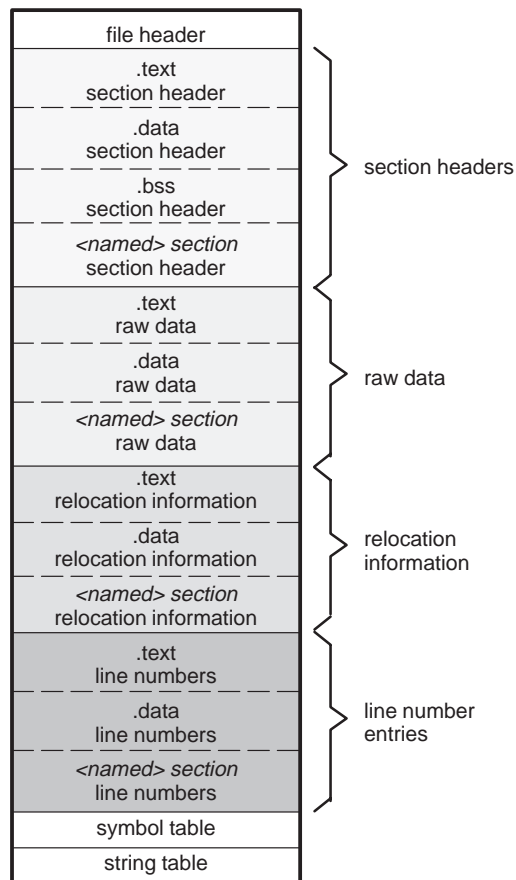 file header
.text
section header
.data
section header
.bss
section header
<named> section
section header
section headers
.text
raw data
.data
raw data
<named> section
raw data
raw data
.text
relocation information
.data
relocation information
<named> section
relocation information
relocation
information
.text
line numbers
.data
line numbers
<named> section
line numbers
line number
entries
symbol table
string table